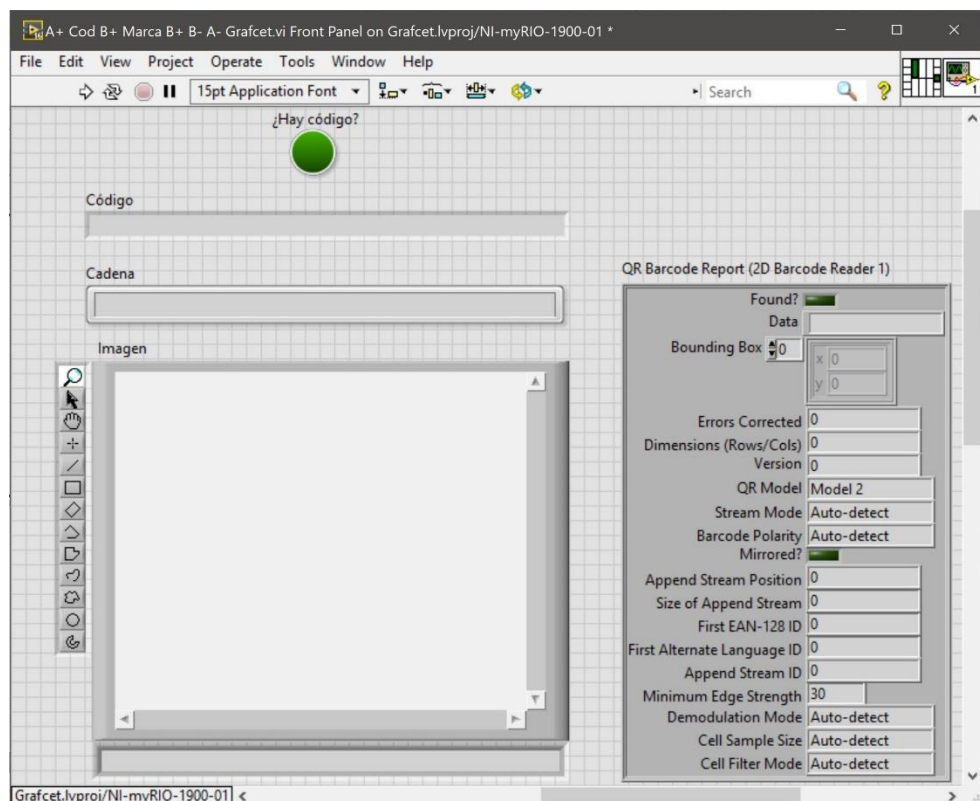 A+ Cod B+ Marca B+ B- A- Grafcet.vi Front Panel on Grafcet.lvproj/NI-myRIO-1900-01 *
File Edit View Project Operate Tools Window Help
15pt Application Font
Search
1
¿Hay código?
Código
Cadena
Imagen
QR Barcode Report (2D Barcode Reader 1)
Found?
Data
Bounding Box 0
x 0
y 0
Errors Corrected 0
Dimensions (Rows/Cols) 0
Version 0
QR Model Model 2
Stream Mode Auto-detect
Barcode Polarity Auto-detect
Mirrored?
Append Stream Position 0
Size of Append Stream 0
First EAN-128 ID 0
First Alternate Language ID 0
Append Stream ID 0
Minimum Edge Strength 30
Demodulation Mode Auto-detect
Cell Sample Size Auto-detect
Cell Filter Mode Auto-detect
Grafcet.lvproj/NI-myRIO-1900-01